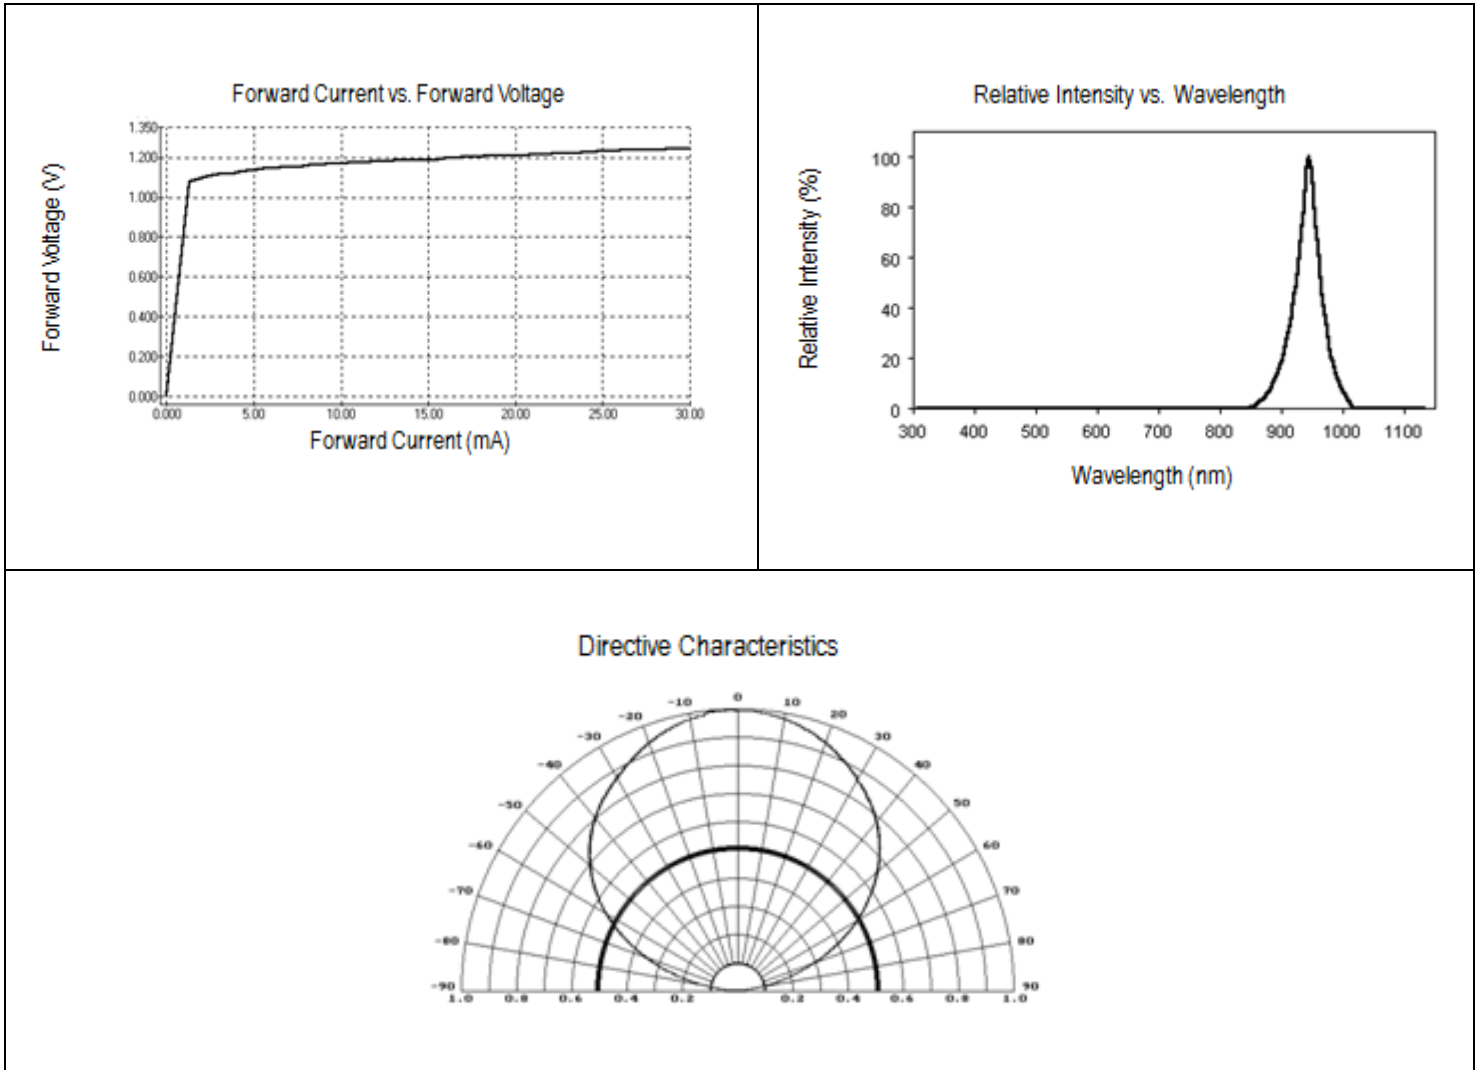 Forward Current vs. Forward Voltage
Forward Voltage (V)
1.350
1.200
1.000
0.800
0.600
0.400
0.200
0.000
0.000 5.00 10.00 15.00 20.00 25.00 30.00
Forward Current (mA)
Relative Intensity vs. Wavelength
Relative Intensity (%)
100
80
60
40
20
0
300 400 500 600 700 800 900 1000 1100
Wavelength (nm)
Directive Characteristics
-10 0 10
-20 20
-30 30
-40 40
-50 50
-60 60
-70 70
-80 80
-90 90
1.0 0.8 0.6 0.4 0.2 0.2 0.4 0.6 0.8 1.0